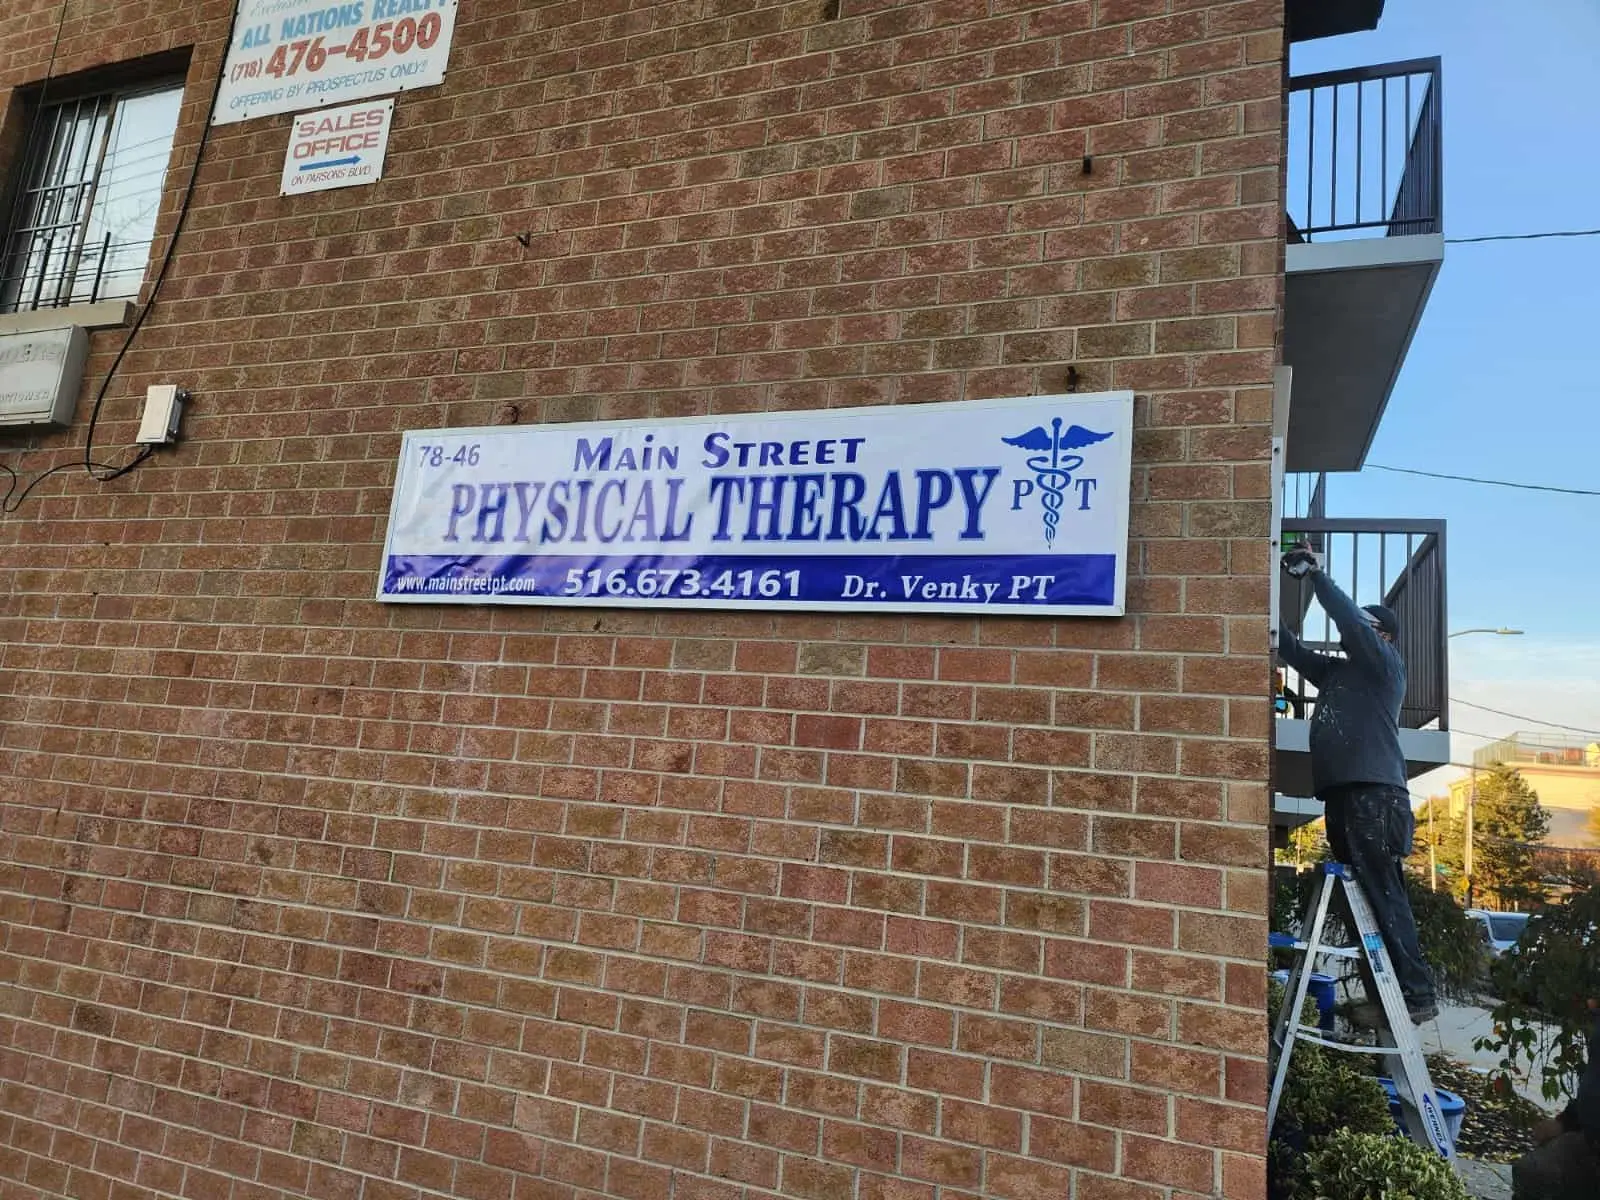 ALL NATIONS REALTY
(718) 476-4500
OFFERING BY PROSPECTUS ONLY!!
SALES
OFFICE
ON PARSONS BLVD.
78-46
MAIN STREET
PHYSICAL THERAPY
P T
www.mainstreetpt.com 516.673.4161 Dr. Venky PT
WERNER